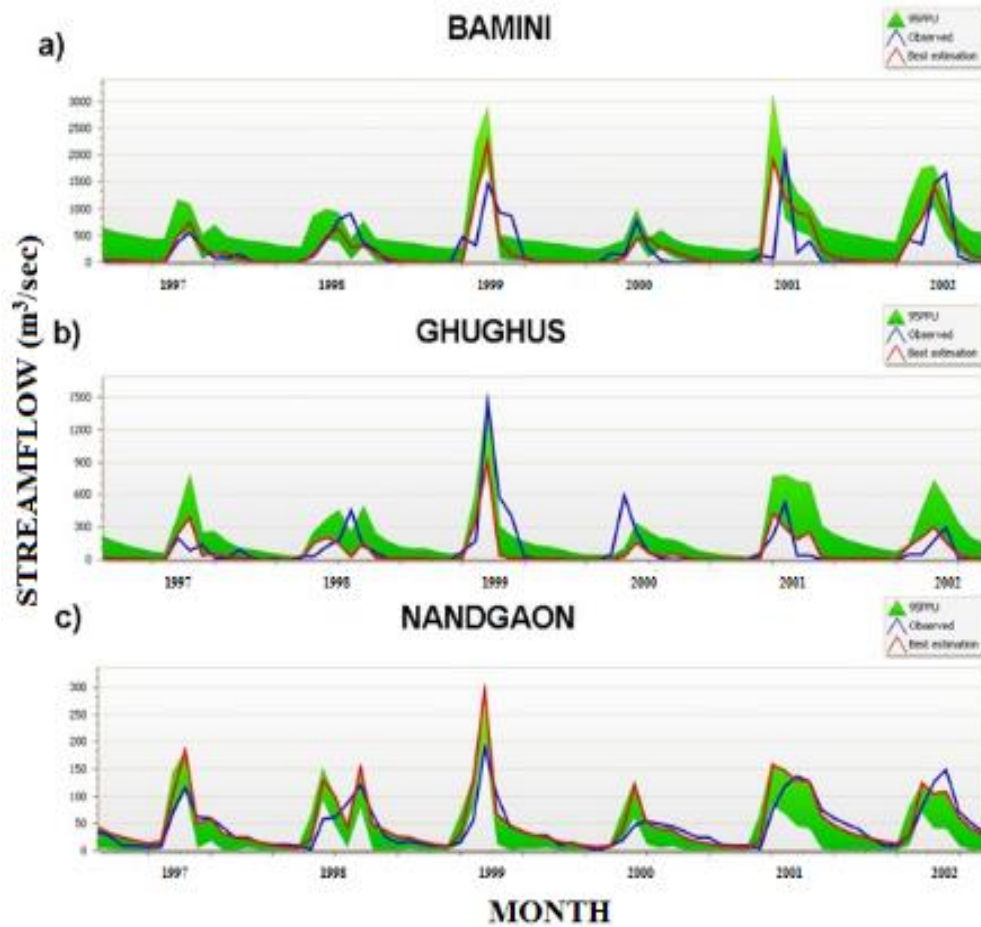 BAMINI
a)
95PPU
Observed
Best estimation
3000
2500
2000
1500
1000
500
0
1997
1998
1999
2000
2001
2002
STREAMFLOW (m³/sec)
b)
GHUGHUS
95PPU
Observed
Best estimation
1500
1200
900
600
300
0
1997
1998
1999
2000
2001
2002
c)
NANDGAON
95PPU
Observed
Best estimation
300
250
200
150
100
50
0
1997
1998
1999
2000
2001
2002
MONTH